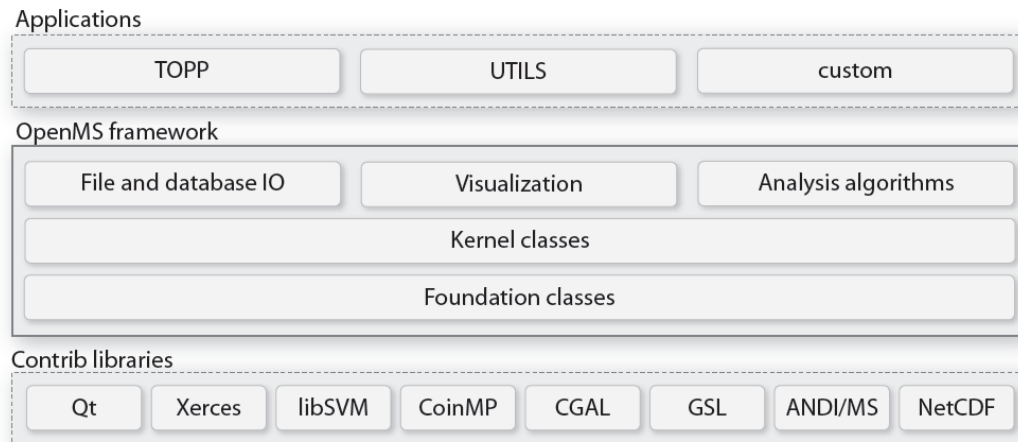 Applications
TOPP UTILS custom
OpenMS framework
File and database IO Visualization Analysis algorithms
Kernel classes
Foundation classes
Contrib libraries
Qt Xerces libSVM CoinMP CGAL GSL ANDI/MS NetCDF